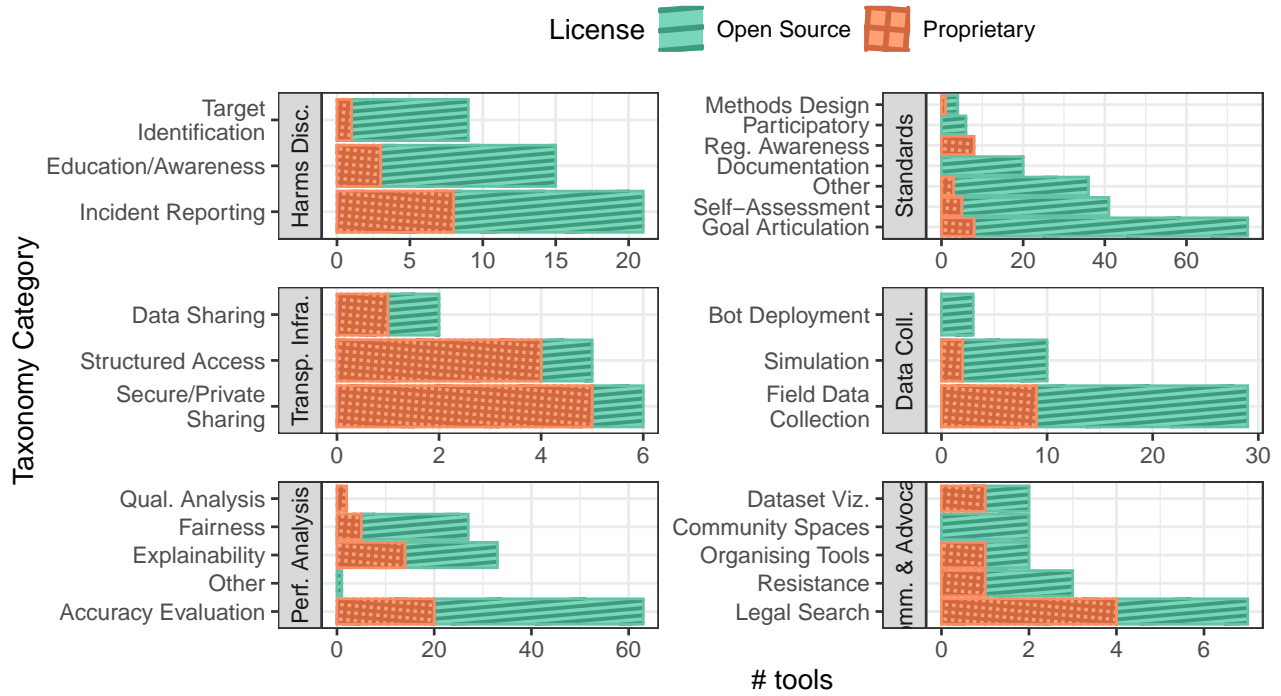 License Open Source Proprietary
Taxonomy Category
Target
Identification
Education/Awareness
Incident Reporting
Harms Disc.
0 5 10 15 20
Methods Design
Participatory
Reg. Awareness
Documentation
Other
Self−Assessment
Goal Articulation
Standards
0 20 40 60
Data Sharing
Structured Access
Secure/Private
Sharing
Transp. Infra.
0 2 4 6
Bot Deployment
Simulation
Field Data
Collection
Data Coll.
0 10 20 30
Qual. Analysis
Fairness
Explainability
Other
Accuracy Evaluation
Perf. Analysis
0 20 40 60
Dataset Viz.
Community Spaces
Organising Tools
Resistance
Legal Search
omm. & Advoca
0 2 4 6
# tools